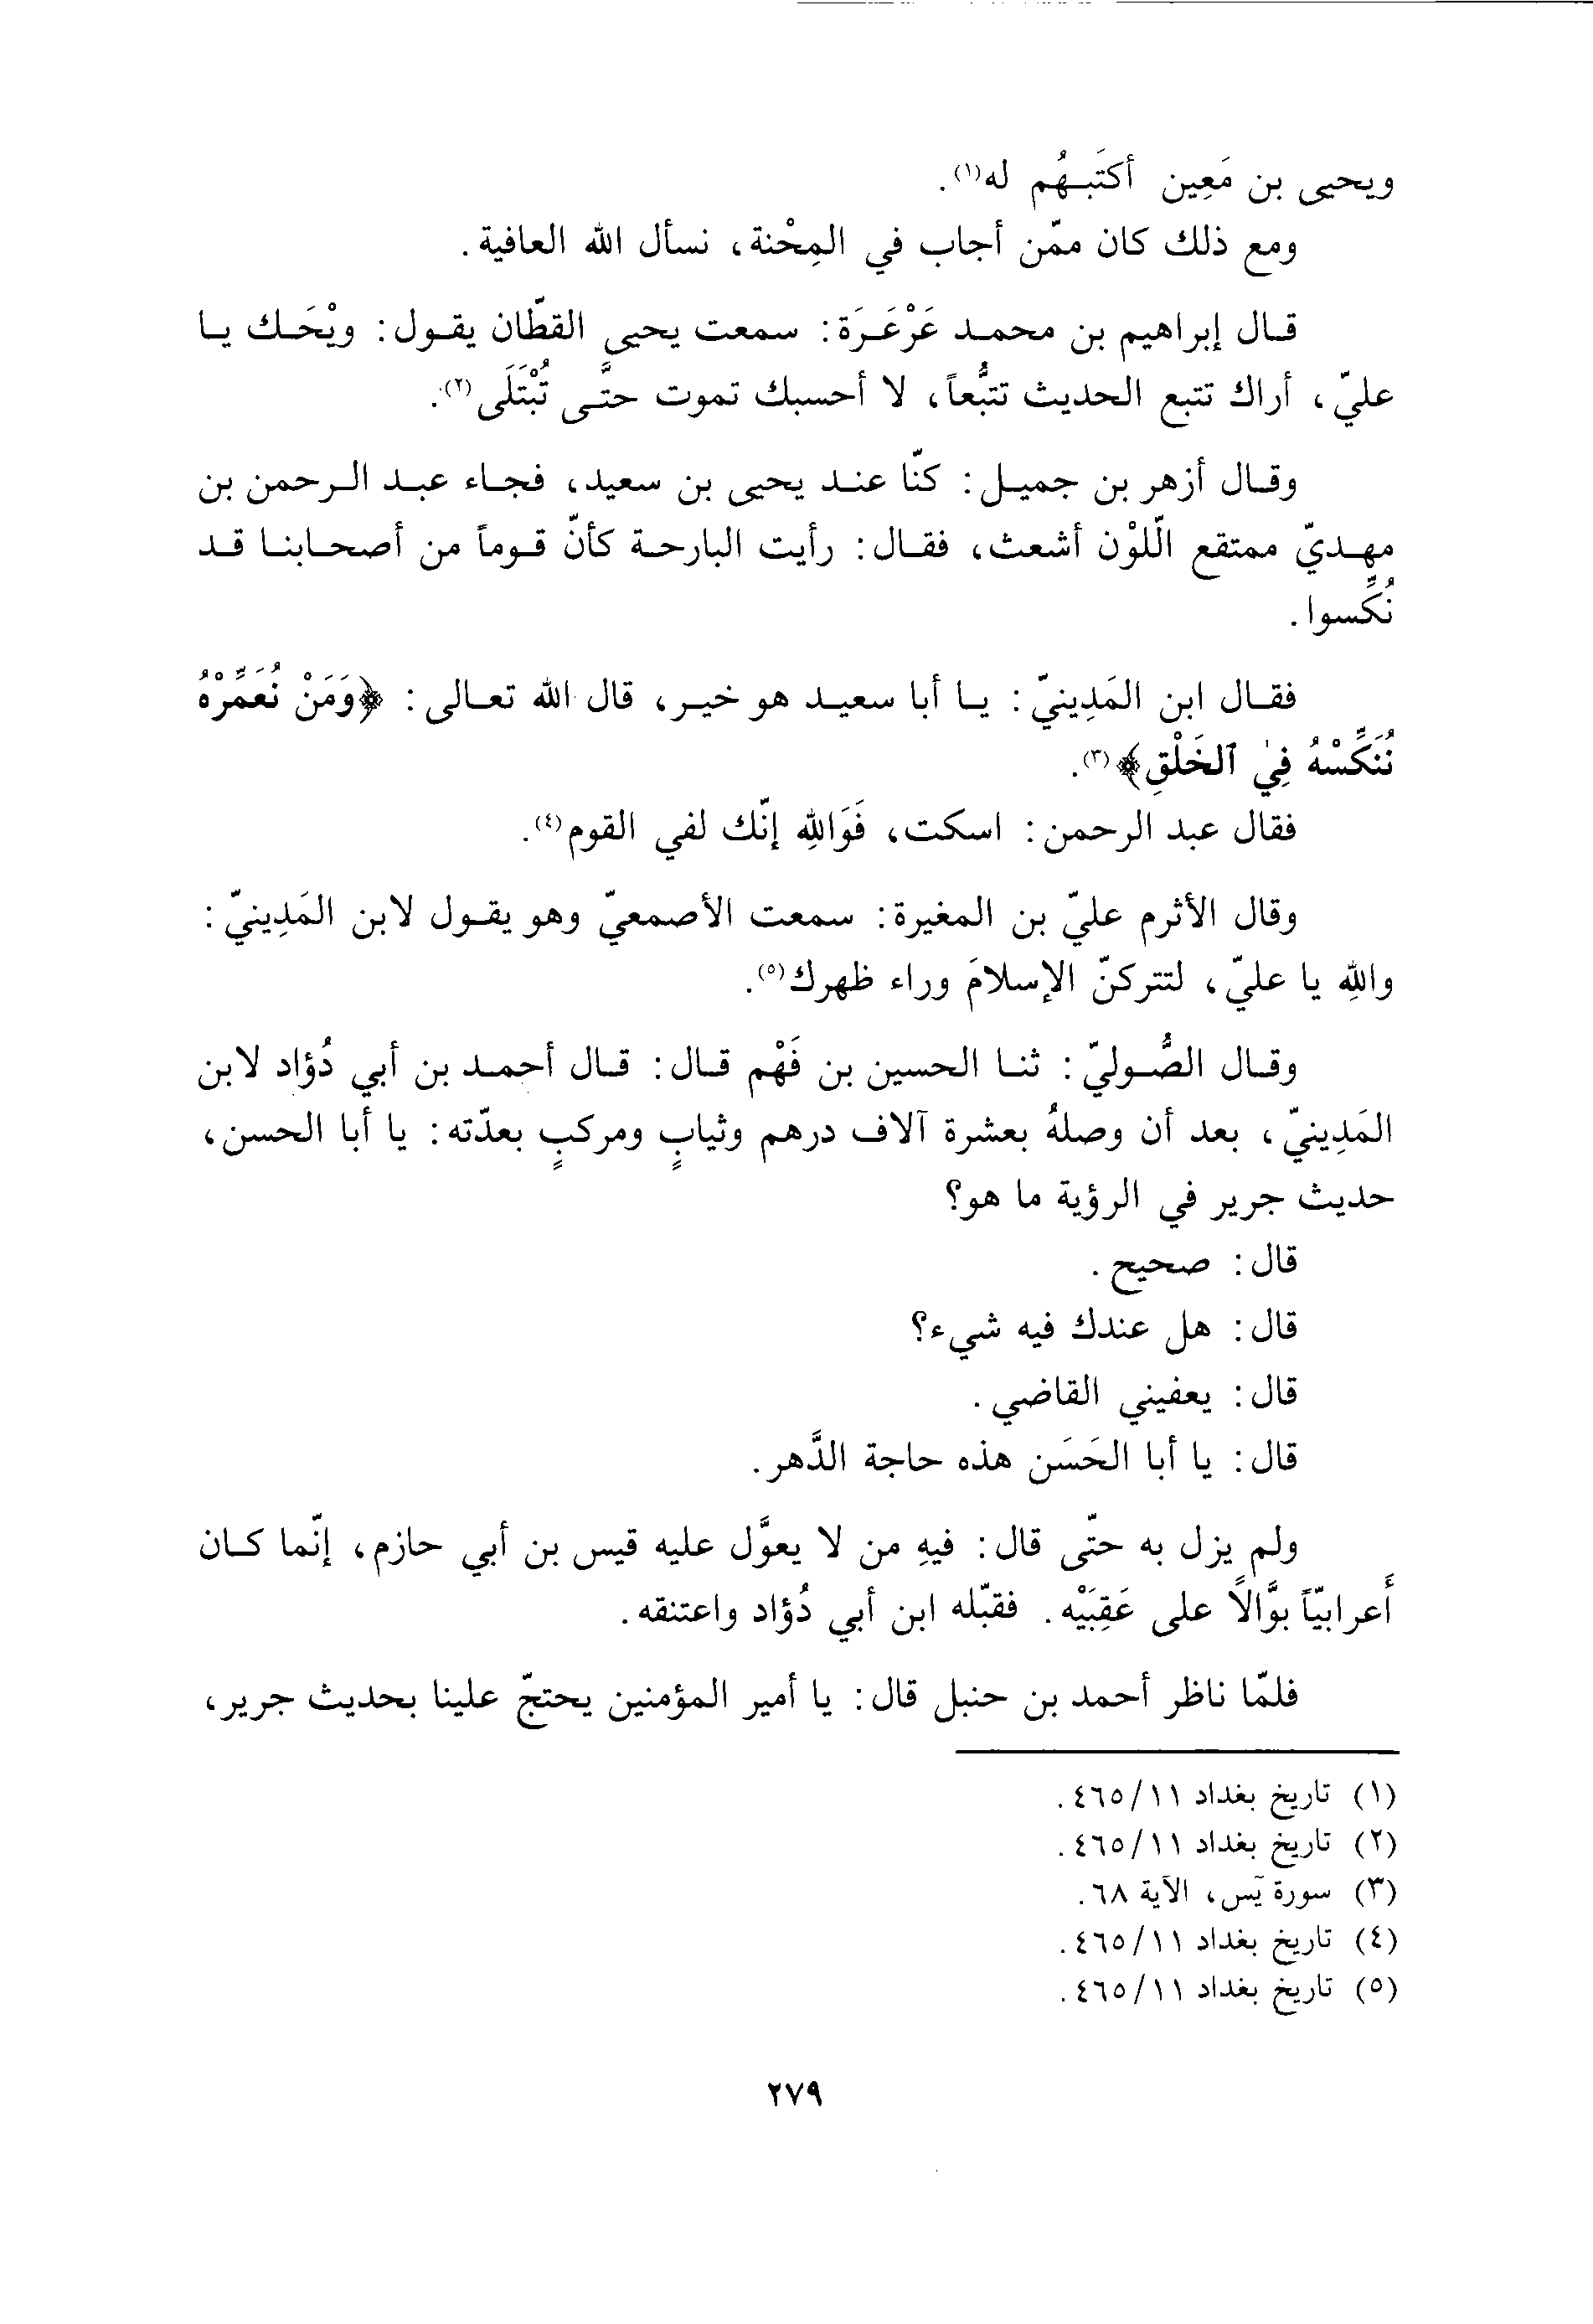 ويحيى بن مَعِين أكتَبهُم له(١).
ومع ذلك كان ممّن أجاب في المِحْنة، نسأل الله العافية.
قال إبراهيم بن محمد عَرْعَرَة: سمعت يحيى القطّان يقول: ويْحَك يا
عليّ، أراك تتبع الحديث تتبُّعاً، لا أحسبك تموت حتَّى تُبْتَلَى(٢).
وقال أزهر بن جميل: كنّا عند يحيى بن سعيد، فجاء عبد الرحمن بن
مهديّ ممتقع اللّوْن أشعث، فقال: رأيت البارحة كأنّ قوماً من أصحابنا قد
نُكِّسوا.
فقال ابن المَدِينيّ: يا أبا سعيد هو خير، قال الله تعالى: ﴿وَمَنْ نُعَمِّرْهُ
نُنَكِّسْهُ فِي ٱلخَلْقِ﴾(٣).
فقال عبد الرحمن: اسكت، فَوَاللهِ إنّك لفي القوم(٤).
وقال الأثرم عليّ بن المغيرة: سمعت الأصمعيّ وهو يقول لابن المَدِينيّ:
واللهِ يا عليّ، لتتركنّ الإسلامَ وراء ظهرك(٥).
وقال الصُّوليّ: ثنا الحسين بن فَهْم قال: قال أحمد بن أبي دُؤاد لابن
المَدِينيّ، بعد أن وصلهُ بعشرة آلاف درهم وثيابٍ ومركبٍ بعدّته: يا أبا الحسن،
حديث جرير في الرؤية ما هو؟
قال: صحيح.
قال: هل عندك فيه شيء؟
قال: يعفيني القاضي.
قال: يا أبا الحَسَن هذه حاجة الدَّهر.
ولم يزل به حتّى قال: فيهِ من لا يعوَّل عليه قيس بن أبي حازم، إنّما كان
أَعرابيّاً بوَّالاً على عَقِبَيْه. فقبّله ابن أبي دُؤاد واعتنقه.
فلمّا ناظر أحمد بن حنبل قال: يا أمير المؤمنين يحتجّ علينا بحديث جرير،
(١) تاريخ بغداد ٤٦٥/١١.
(٢) تاريخ بغداد ٤٦٥/١١.
(٣) سورة يٓس، الآية ٦٨.
(٤) تاريخ بغداد ٤٦٥/١١.
(٥) تاريخ بغداد ٤٦٥/١١.
٢٧٩